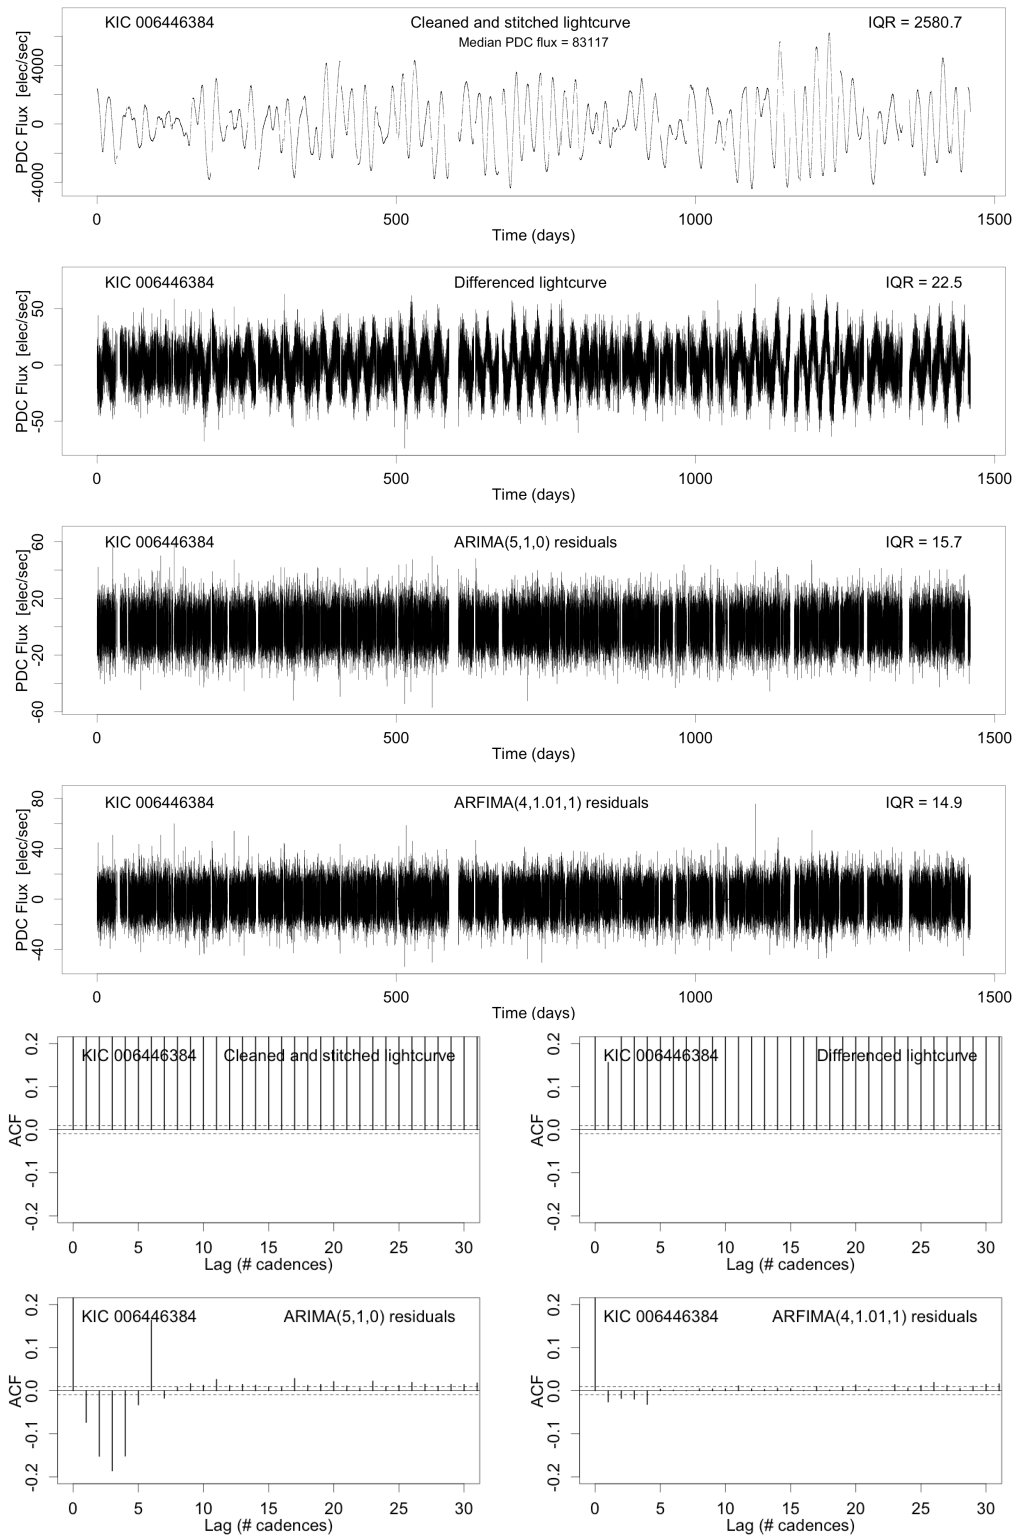 KIC 006446384 Cleaned and stitched lightcurve IQR = 2580.7
Median PDC flux = 83117
PDC Flux [elec/sec]
4000
0
-4000
0 500 1000 1500
Time (days)
KIC 006446384 Differenced lightcurve IQR = 22.5
PDC Flux [elec/sec]
50
0
-50
0 500 1000 1500
Time (days)
KIC 006446384 ARIMA(5,1,0) residuals IQR = 15.7
PDC Flux [elec/sec]
60
20
-20
-60
0 500 1000 1500
Time (days)
KIC 006446384 ARFIMA(4,1.01,1) residuals IQR = 14.9
PDC Flux [elec/sec]
80
40
0
-40
0 500 1000 1500
Time (days)
KIC 006446384 Cleaned and stitched lightcurve
ACF
0.2
0.1
0.0
-0.1
-0.2
0 5 10 15 20 25 30
Lag (# cadences)
KIC 006446384 Differenced lightcurve
ACF
0.2
0.1
0.0
-0.1
-0.2
0 5 10 15 20 25 30
Lag (# cadences)
KIC 006446384 ARIMA(5,1,0) residuals
ACF
0.2
0.1
0.0
-0.1
-0.2
0 5 10 15 20 25 30
Lag (# cadences)
KIC 006446384 ARFIMA(4,1.01,1) residuals
ACF
0.2
0.1
0.0
-0.1
-0.2
0 5 10 15 20 25 30
Lag (# cadences)